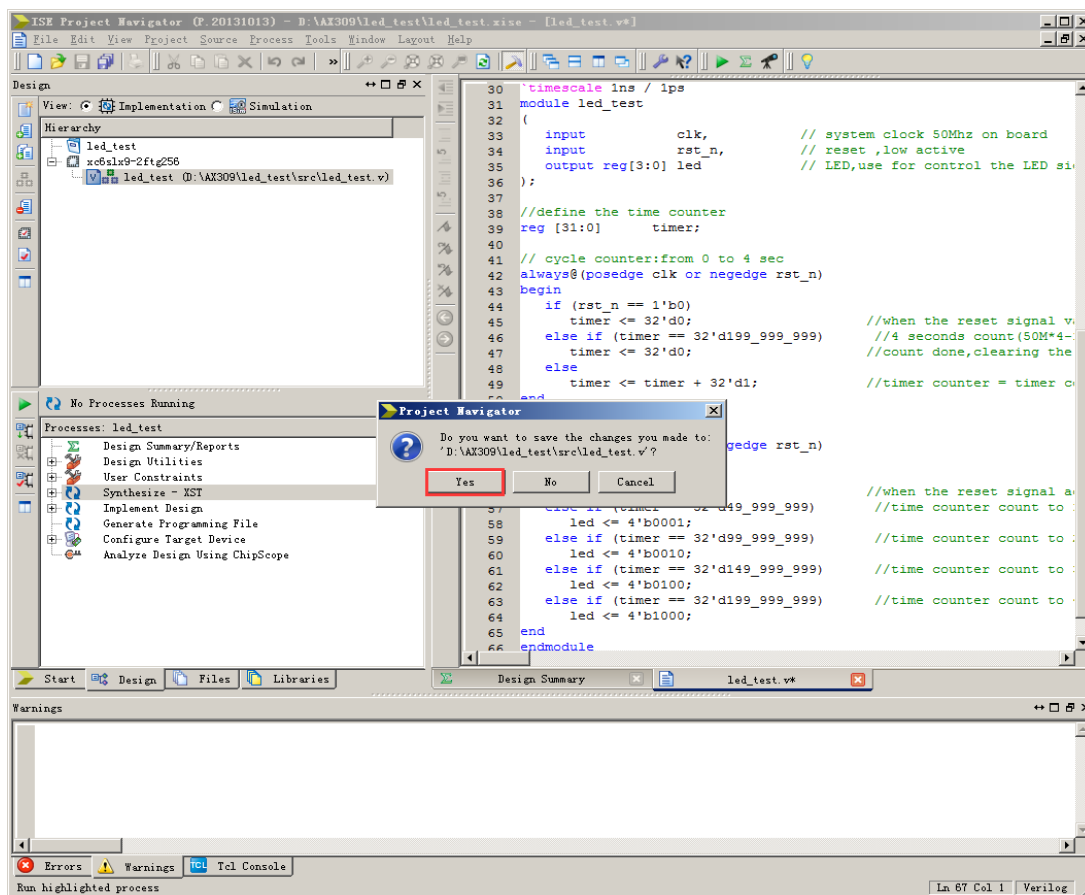 ISE Project Navigator (P.20131013) - D:\AX309\led_test\led_test.xise - [led_test.v*]
File Edit View Project Source Process Tools Window Layout Help
Design
View: Implementation Simulation
Hierarchy
led_test
xc6slx9-2ftg256
led_test (D:\AX309\led_test\src\led_test.v)
No Processes Running
Processes: led_test
Design Summary/Reports
Design Utilities
User Constraints
Synthesize - XST
Implement Design
Generate Programming File
Configure Target Device
Analyze Design Using ChipScope
Start Design Files Libraries
30 `timescale 1ns / 1ps
31 module led_test
32 (
33 input clk, // system clock 50Mhz on board
34 input rst_n, // reset ,low active
35 output reg[3:0] led // LED,use for control the LED
36 );
37
38 //define the time counter
39 reg [31:0] timer;
40
41 // cycle counter:from 0 to 4 sec
42 always@(posedge clk or negedge rst_n)
43 begin
44 if (rst_n == 1'b0)
45 timer <= 32'd0; //when the reset signal
46 else if (timer == 32'd199_999_999) //4 seconds count(50M*4-
47 timer <= 32'd0; //count done,clearing the
48 else
49 timer <= timer + 32'd1; //timer counter = timer
end
Project Navigator
Do you want to save the changes you made to:
'D:\AX309\led_test\src\led_test.v'?
Yes No Cancel
rst_n)
//when the reset signal
57 (timer 32'd49_999_999) //time counter count to
58 led <= 4'b0001;
59 else if (timer == 32'd99_999_999) //time counter count to
60 led <= 4'b0010;
61 else if (timer == 32'd149_999_999) //time counter count to
62 led <= 4'b0100;
63 else if (timer == 32'd199_999_999) //time counter count to
64 led <= 4'b1000;
65 end
66 endmodule
Design Summary led_test.v*
Warnings
Errors Warnings Tcl Console
Run highlighted process
Ln 67 Col 1 Verilog